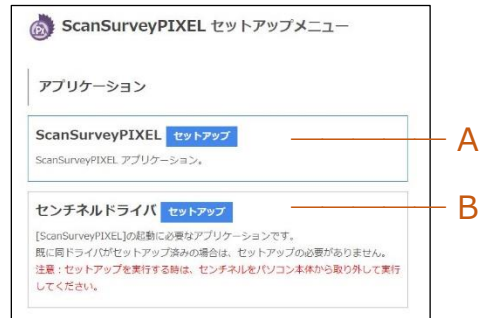 ScanSurveyPIXEL セットアップメニュー
アプリケーション
ScanSurveyPIXEL セットアップ
ScanSurveyPIXEL アプリケーション。
A
センチネルドライバ セットアップ
B
[ScanSurveyPIXEL]の起動に必要なアプリケーションです。
既に同ドライバがセットアップ済みの場合は、セットアップの必要がありません。
注意：セットアップを実行する時は、センチネルをパソコン本体から取り外して実行
してください。